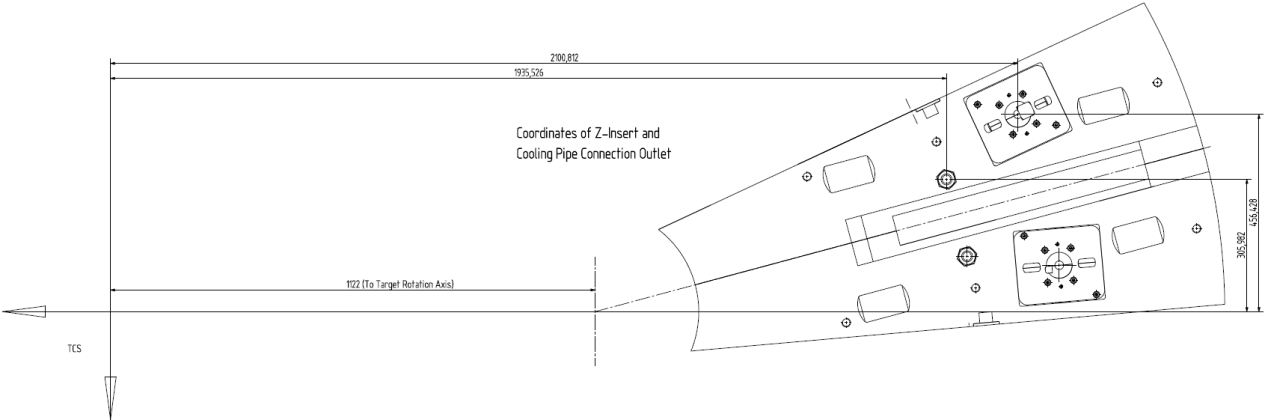 2100,812
1935,526
Coordinates of Z-Insert and
Cooling Pipe Connection Outlet
456,428
305,982
1122 (To Target Rotation Axis)
TCS